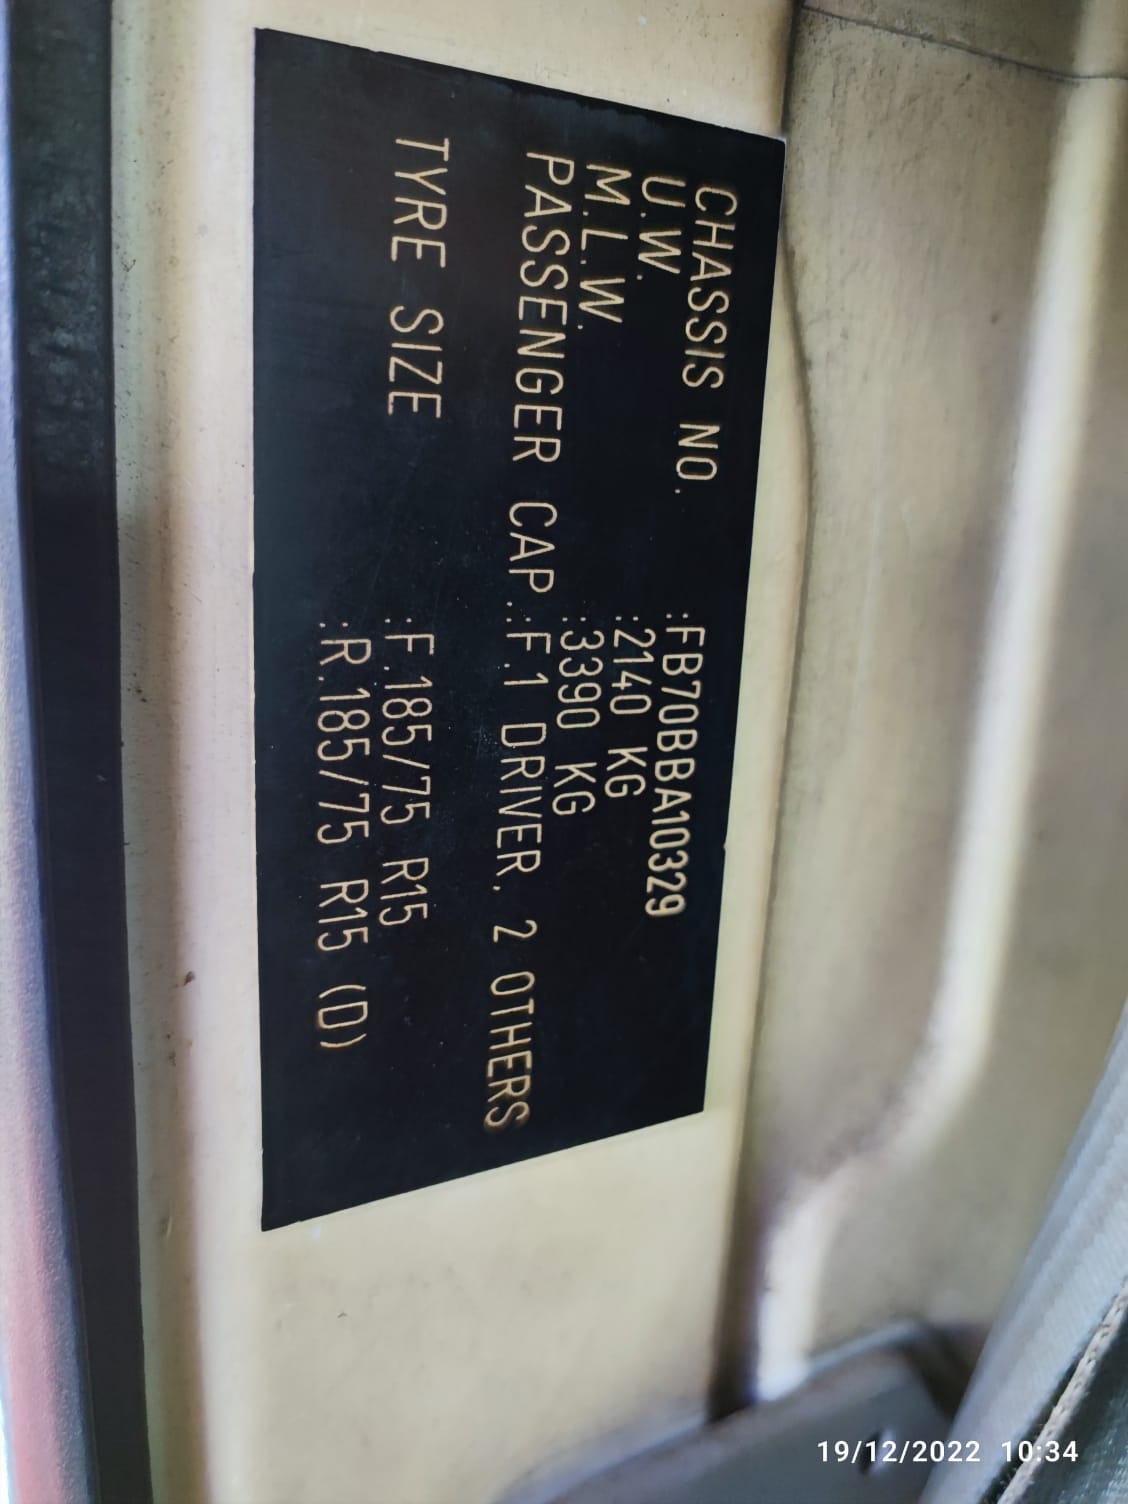 CHASSIS NO. :FB70BBA10329
U.W. :2140 KG
M.L.W. :3390 KG
PASSENGER CAP.:F.1 DRIVER, 2 OTHERS
TYRE SIZE :F.185/75 R15
:R.185/75 R15 (D)
19/12/2022 10:34